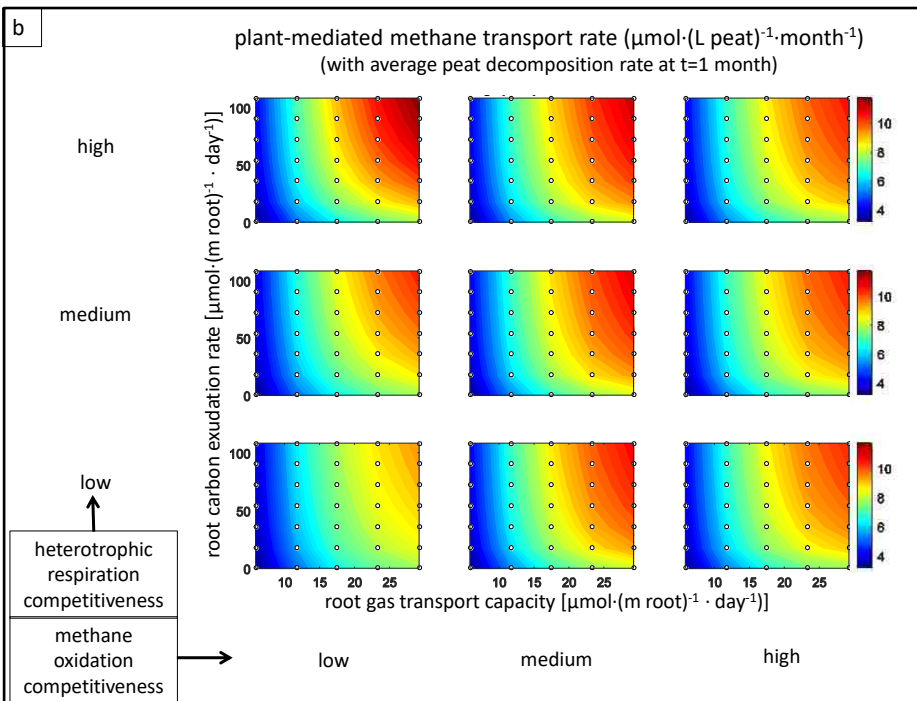 b
plant-mediated methane transport rate (µmol·(L peat)⁻¹·month⁻¹)
(with average peat decomposition rate at t=1 month)
high
medium
low
root carbon exudation rate [µmol·(m root)⁻¹ · day⁻¹)]
100
50
0
10
8
6
4
100
50
0
10
8
6
4
100
50
0
10
8
6
4
10 15 20 25
10 15 20 25
10 15 20 25
root gas transport capacity [µmol·(m root)⁻¹ · day⁻¹)]
heterotrophic
respiration
competitiveness
methane
oxidation
competitiveness
low medium high